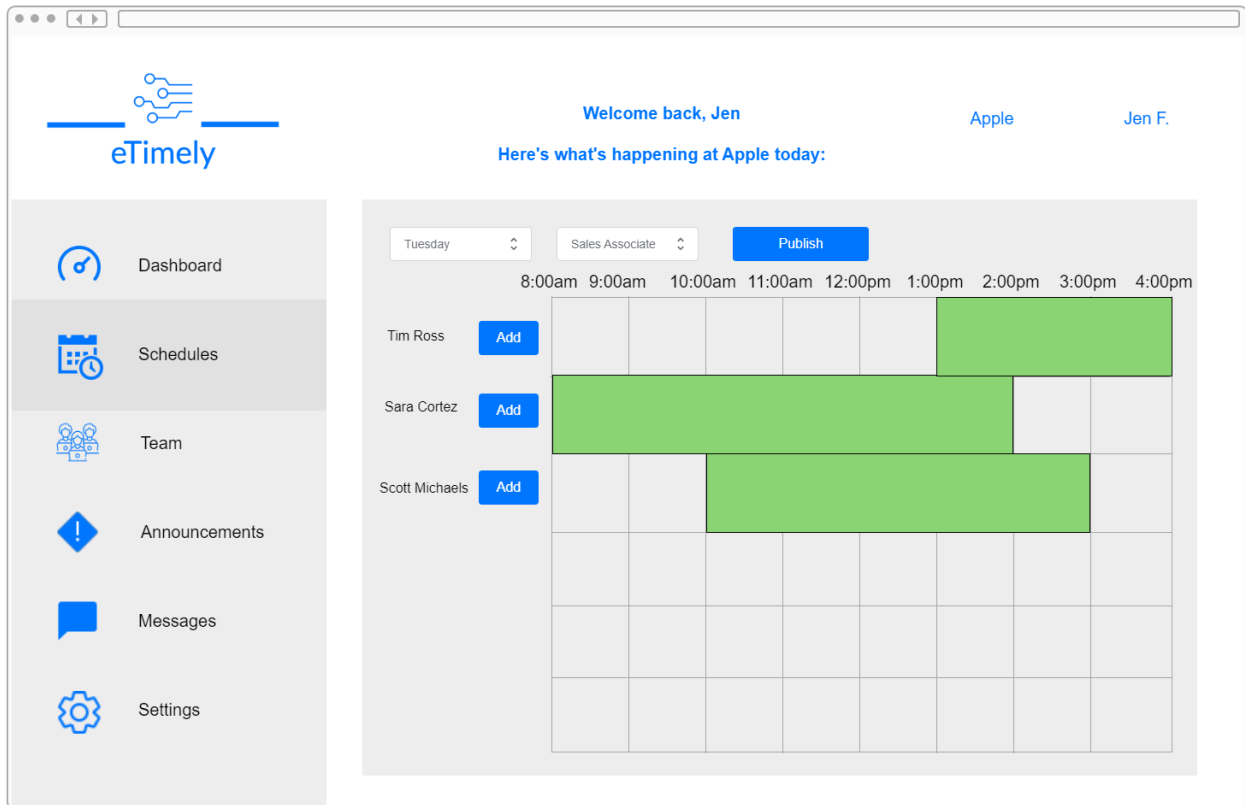 Welcome back, Jen
Apple
Jen F.
eTimely
Here's what's happening at Apple today:
Dashboard
Schedules
Team
Announcements
Messages
Settings
Tuesday
Sales Associate
Publish
8:00am 9:00am 10:00am 11:00am 12:00pm 1:00pm 2:00pm 3:00pm 4:00pm
Tim Ross Add
Sara Cortez Add
Scott Michaels Add